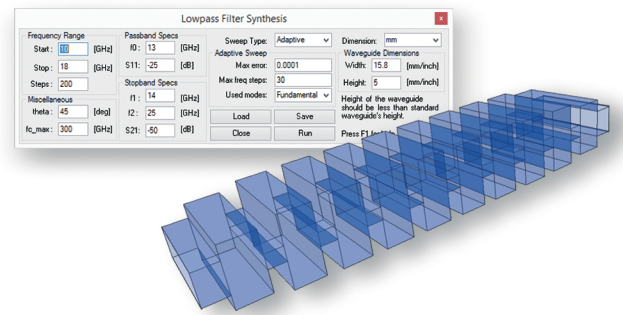 Lowpass Filter Synthesis
x
Frequency Range
Start : 10 [GHz]
Stop : 18 [GHz]
Steps : 200
Miscellaneous
theta : 45 [deg]
fc_max : 300 [GHz]
Passband Specs
f0 : 13 [GHz]
S11: -25 [dB]
Stopband Specs
f1 : 14 [GHz]
f2 : 25 [GHz]
S21: -50 [dB]
Sweep Type: Adaptive
Adaptive Sweep
Max error: 0.0001
Max freq steps: 30
Used modes: Fundamental
Load Save
Close Run
Dimension: mm
Waveguide Dimensions
Width: 15.8 [mm/inch]
Height: 5 [mm/inch]
Height of the waveguide
should be less than standard
waveguide's height.
Press F1